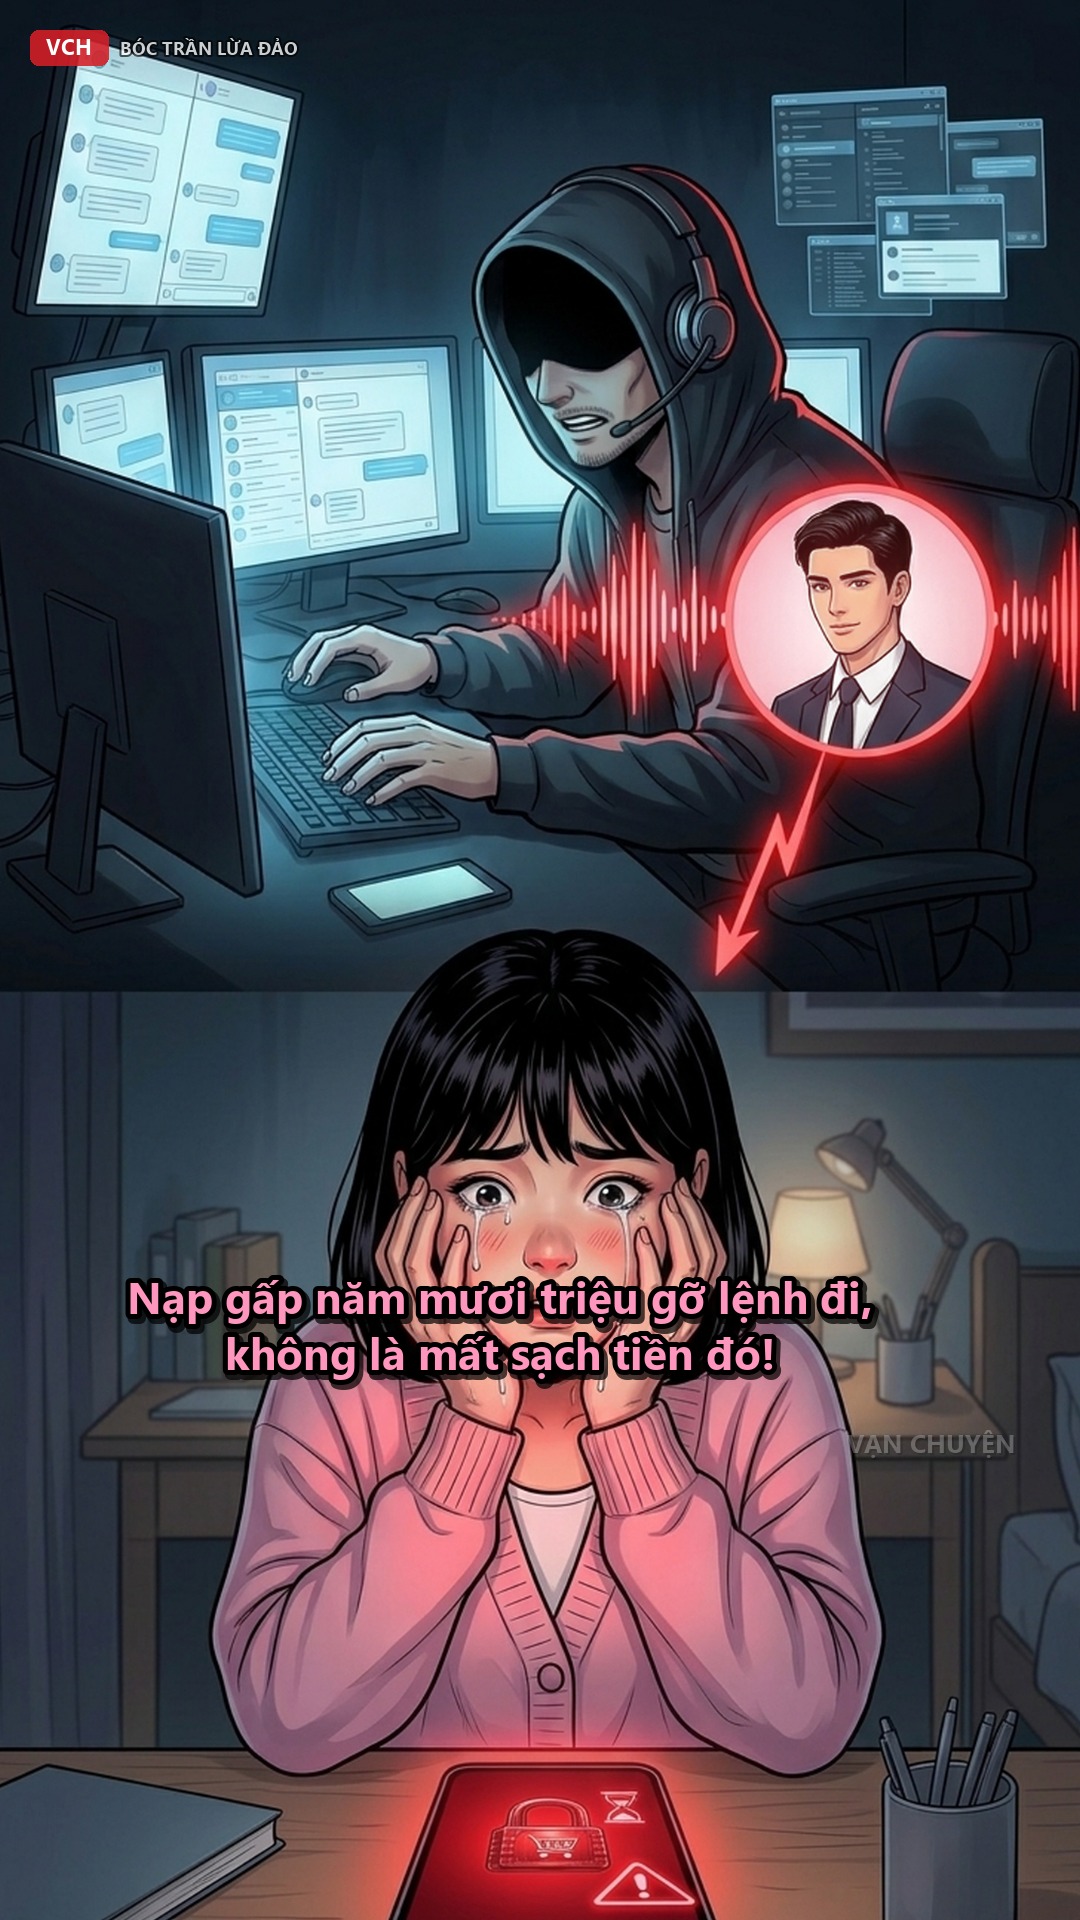 VCH BÓC TRẦN LỪA ĐẢO
Nạp gấp năm mươi triệu gỡ lệnh đi,
không là mất sạch tiền đó!
VẠN CHUYỆN